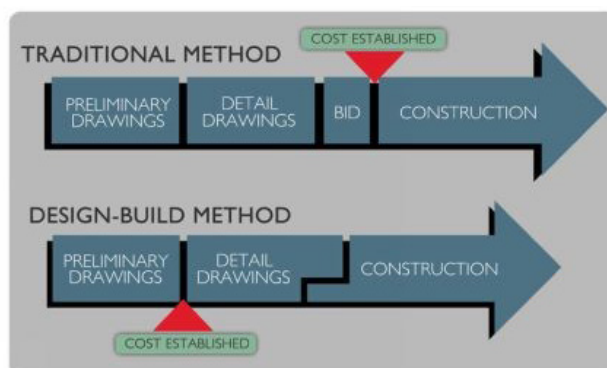 COST ESTABLISHED
TRADITIONAL METHOD
PRELIMINARY
DRAWINGS
DETAIL
DRAWINGS
BID
CONSTRUCTION
DESIGN-BUILD METHOD
PRELIMINARY
DRAWINGS
DETAIL
DRAWINGS
CONSTRUCTION
COST ESTABLISHED